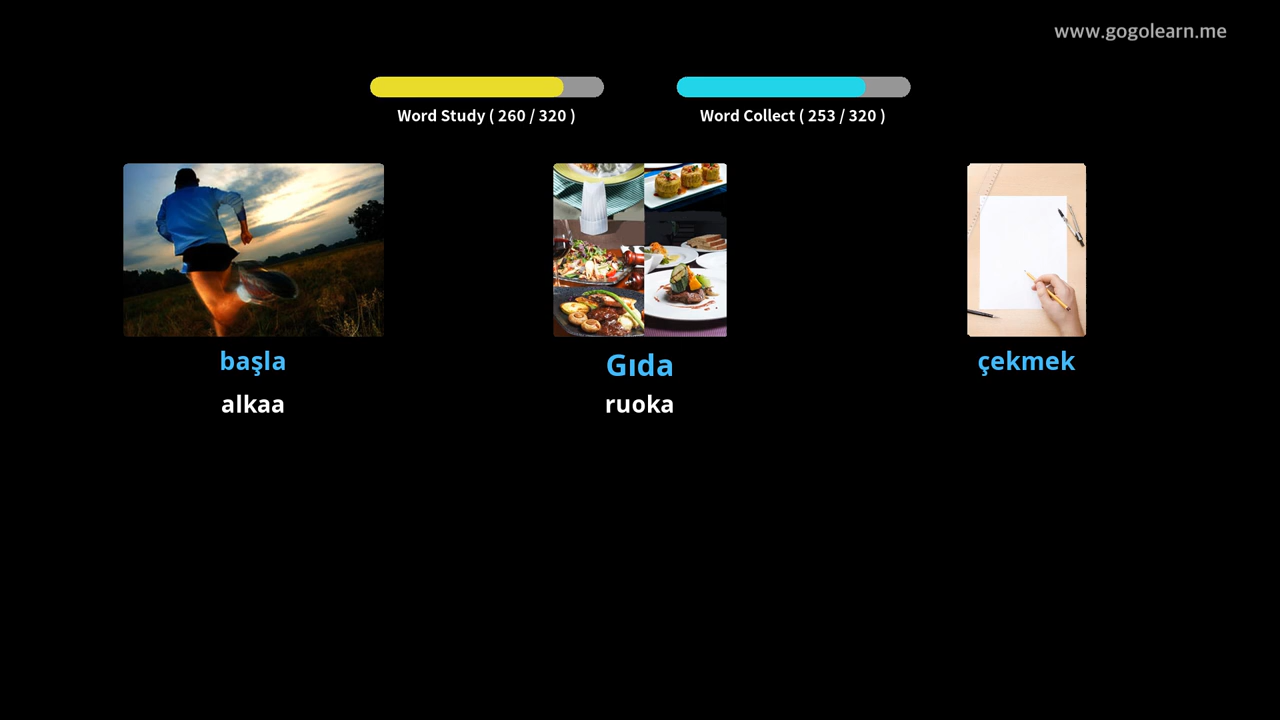 www.gogolearn.me
Word Study ( 260 / 320 )
Word Collect ( 253 / 320 )
başla
Gıda
çekmek
alkaa
ruoka